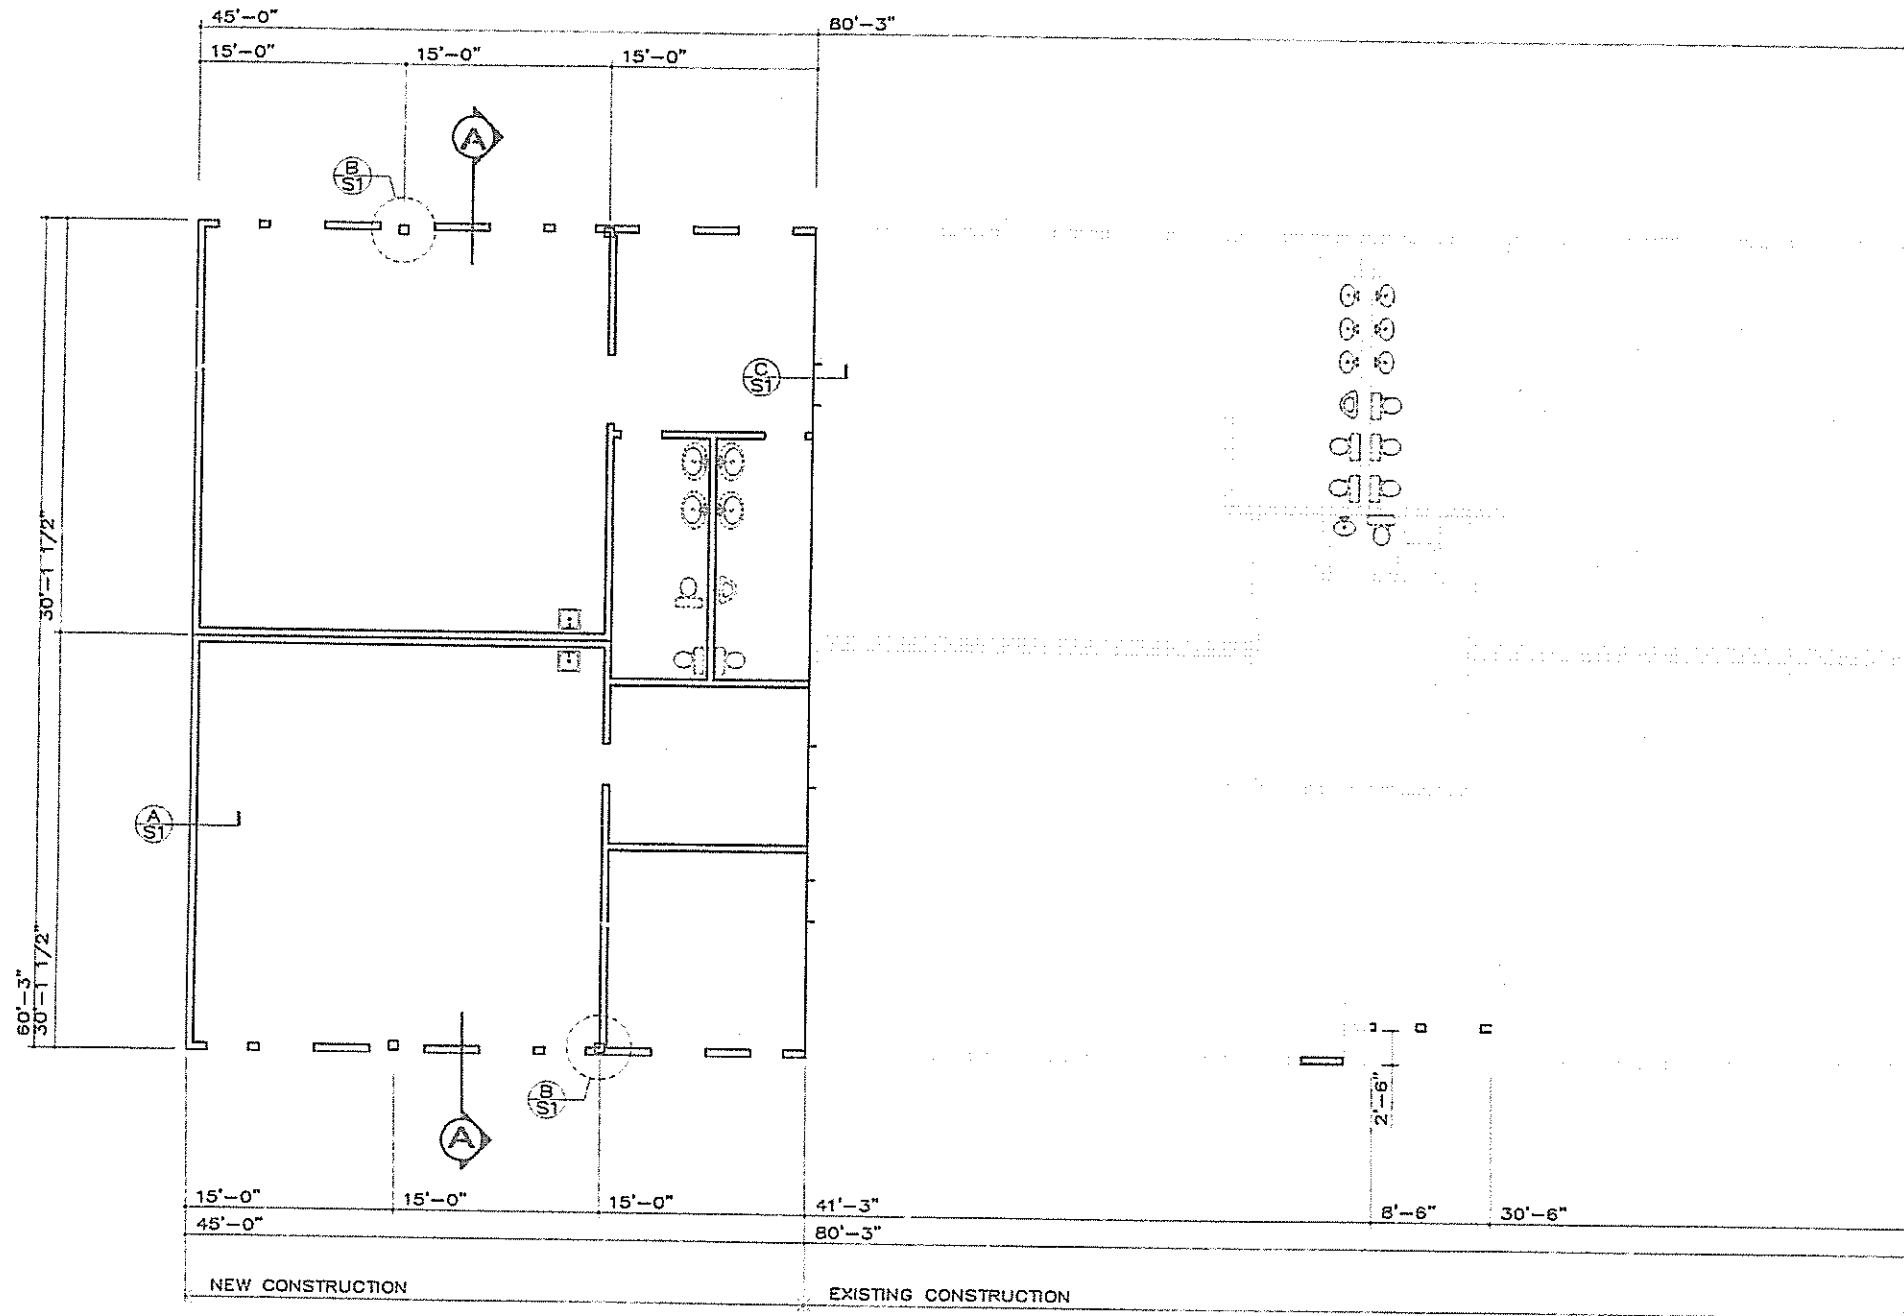 45'-0"
80'-3"
15'-0"
15'-0"
15'-0"
A
B
S1
C
S1
30'-1 1/2"
A
S1
30'-1 1/2"
60'-3"
B
S1
2'-6"
A
15'-0"
15'-0"
15'-0"
41'-3"
8'-6"
30'-6"
45'-0"
80'-3"
NEW CONSTRUCTION
EXISTING CONSTRUCTION